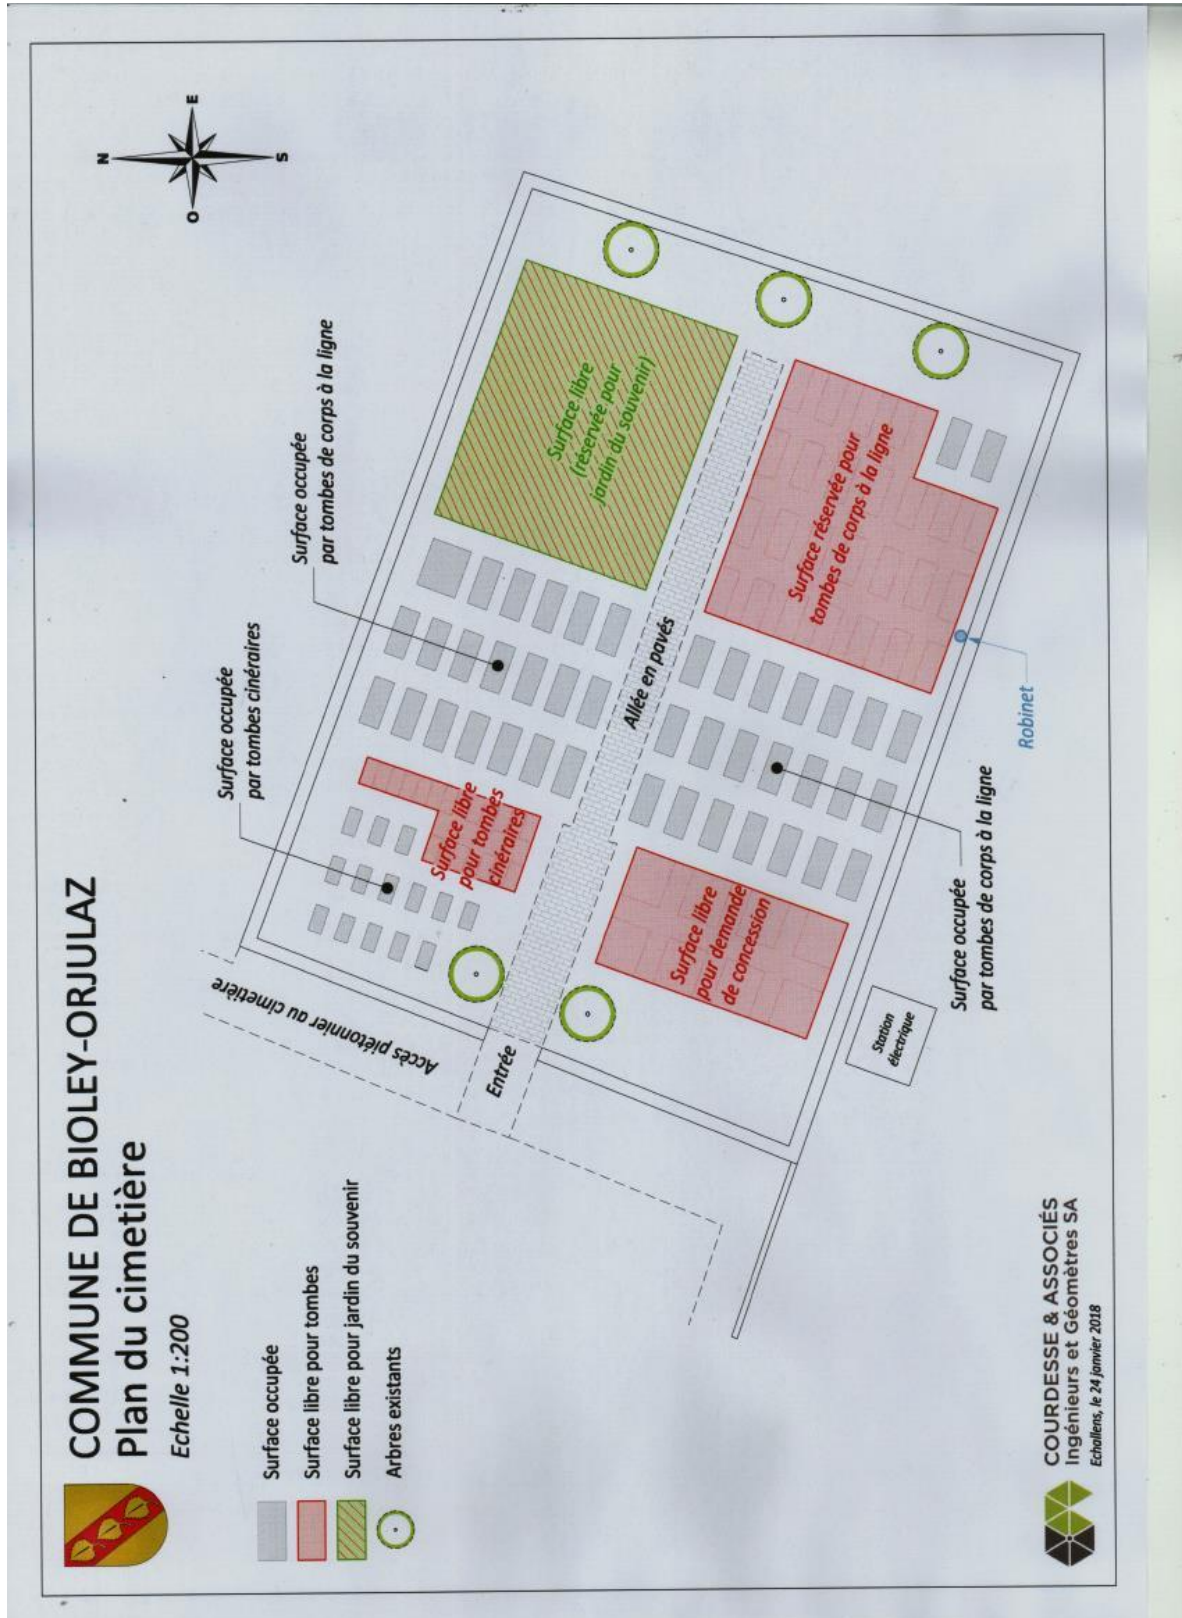 COMMUNE DE BIOLEY-ORJULAZ
Plan du cimetière
Echelle 1:200
Surface occupée
Surface libre pour tombes
Surface libre pour jardin du souvenir
Arbres existants
N
E
S
O
Surface occupée
par tombes cinéraires
Surface occupée
par tombes de corps à la ligne
Accès piétonnier au cimetière
Entrée
Surface libre
pour tombes
cinéraires
Allée en pavés
Surface libre
(réservée pour
jardin du souvenir)
Surface libre
pour demande
de concession
Surface réservée pour
tombes de corps à la ligne
Station
électrique
Surface occupée
par tombes de corps à la ligne
Robinet
COURDESSE & ASSOCIÉS
Ingénieurs et Géomètres SA
Echallens, le 24 janvier 2018